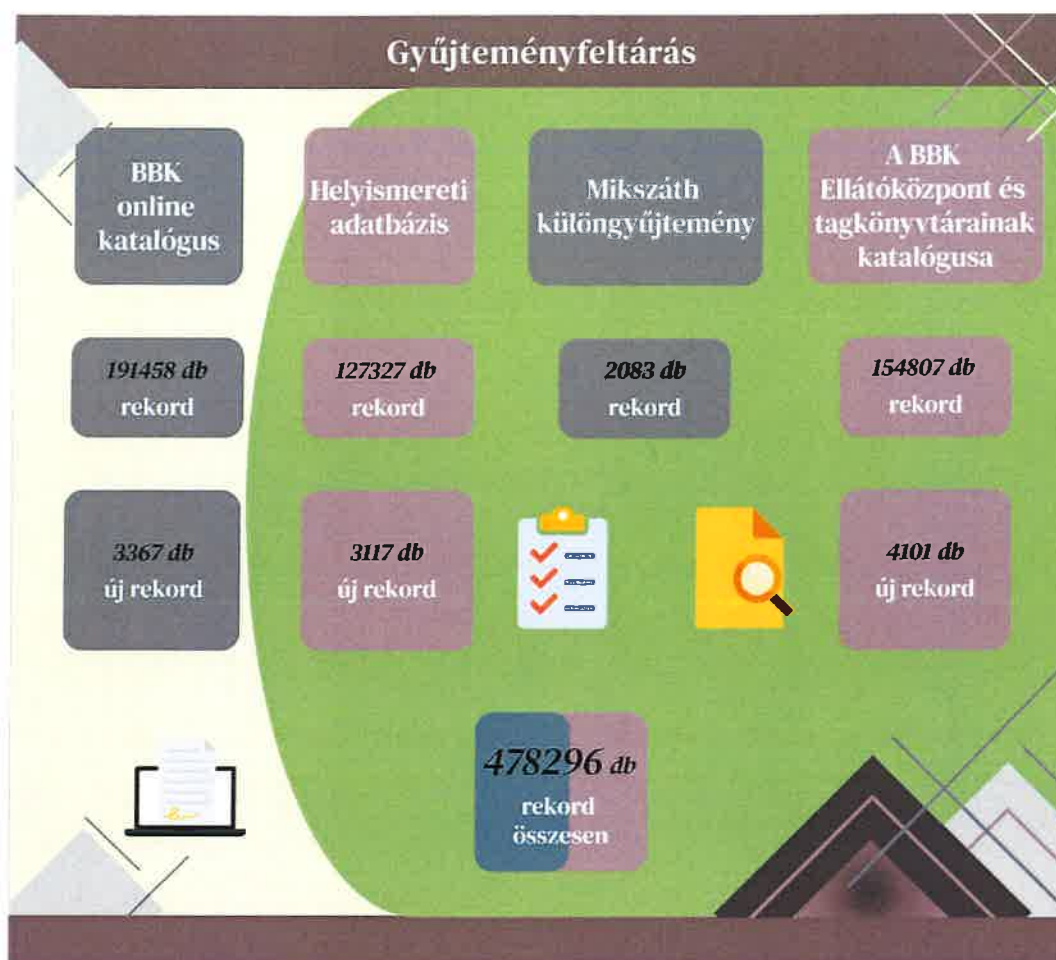 Gyűjteményfeltárás
BBK
online
katalógus
Helyismereti
adatbázis
Mikszáth
különgyűjtemény
A BBK
Ellátóközpont és
tagkönyvtárainak
katalógusa
191458 db
rekord
127327 db
rekord
2083 db
rekord
154807 db
rekord
3367 db
új rekord
3117 db
új rekord
4101 db
új rekord
478296 db
rekord
összesen